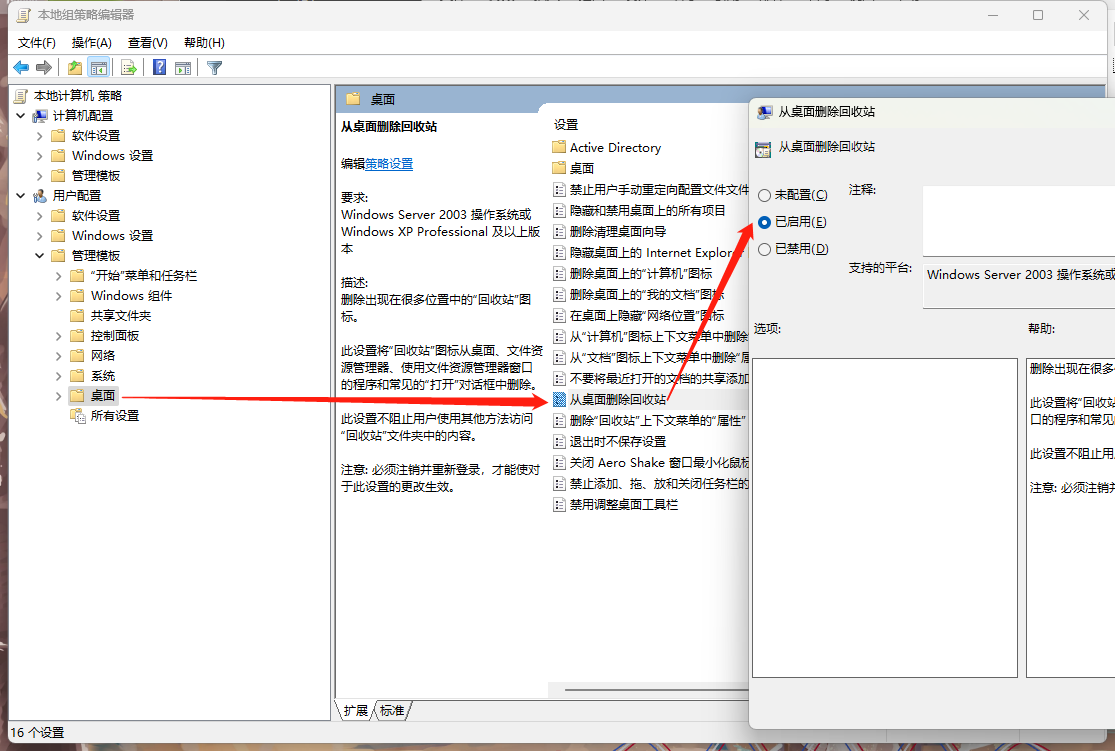 本地组策略编辑器
文件(F) 操作(A) 查看(V) 帮助(H)
本地计算机 策略
计算机配置
软件设置
Windows 设置
管理模板
用户配置
软件设置
Windows 设置
管理模板
“开始”菜单和任务栏
Windows 组件
共享文件夹
控制面板
网络
系统
桌面
所有设置
桌面
从桌面删除回收站
编辑策略设置
要求:
Windows Server 2003 操作系统或
Windows XP Professional 及以上版
本
描述:
删除出现在很多位置中的“回收站”图
标。
此设置将“回收站”图标从桌面、文件资
源管理器、使用文件资源管理器窗口
的程序和常见的“打开”对话框中删除。
此设置不阻止用户使用其他方法访问
“回收站”文件夹中的内容。
注意: 必须注销并重新登录，才能使对
于此设置的更改生效。
设置
Active Directory
桌面
禁止用户手动重定向配置文件文件
隐藏和禁用桌面上的所有项目
删除清理桌面向导
隐藏桌面上的 Internet Explorer
删除桌面上的“计算机”图标
删除桌面上的“我的文档”图标
在桌面上隐藏“网络位置”图标
从“计算机”图标上下文菜单中删除
从“文档”图标上下文菜单中删除“属
不要将最近打开的文档的共享添加
从桌面删除回收站
删除“回收站”上下文菜单的“属性”
退出时不保存设置
关闭 Aero Shake 窗口最小化鼠标
禁止添加、拖、放和关闭任务栏的
禁用调整桌面工具栏
扩展 标准
16 个设置
从桌面删除回收站
从桌面删除回收站
未配置(C) 注释:
已启用(E)
已禁用(D)
支持的平台:
Windows Server 2003 操作系统或
选项: 帮助:
删除出现在很多
此设置将“回收站
口的程序和常见
此设置不阻止用
注意: 必须注销并